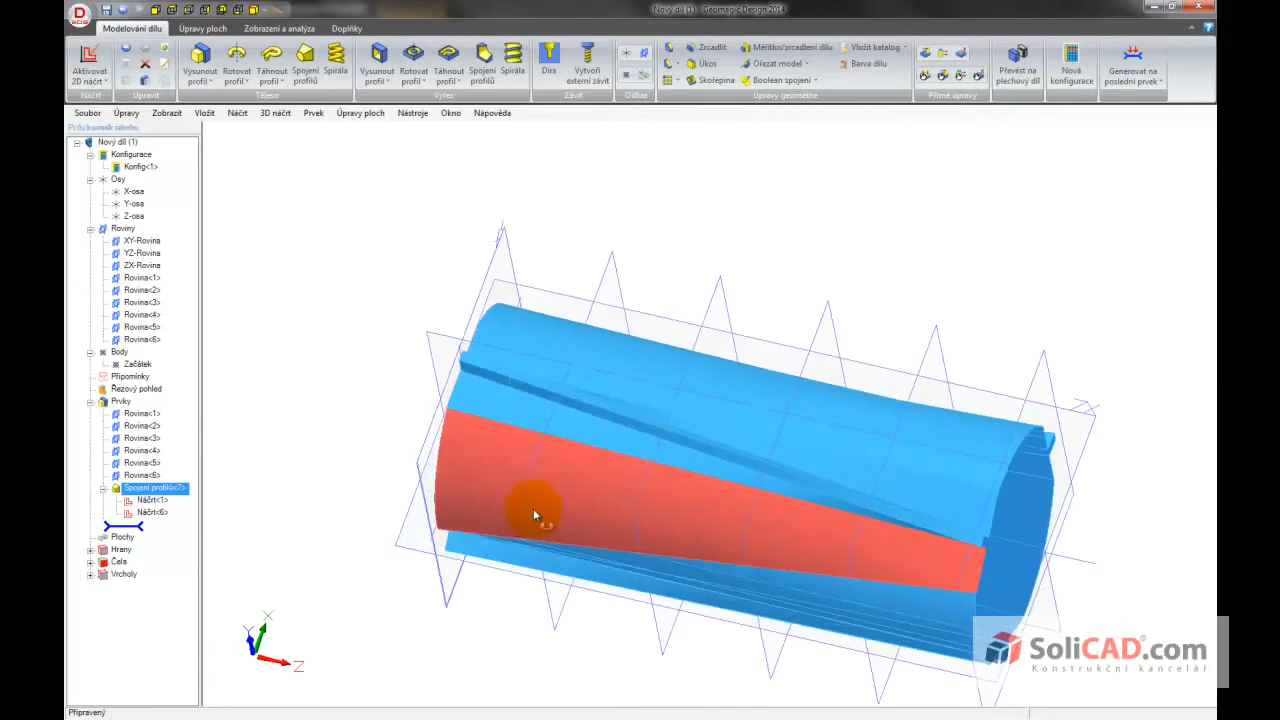 Nový díl (1) - Geomagic Design 2014
Modelování dílu Úpravy ploch Zobrazení a analýza Doplňky
Aktivovat 2D náčrt
Vysunout profil Rotovat profil Táhnout profil Spojení profilů Spirála
Vysunout profil Rotovat profil Táhnout profil Spojení profilů Spirála
Díra Vytvořit externí závit
Zrcadlit Měřítko/zrcadlení dílu Vložit katalog
Úkos Ořezat model Barva dílu
Skořepina Boolean spojení
Převést na plechový díl Nová konfigurace Generovat na poslední prvek
Náčrt Upravit Těleso Výřez Závit Odkaz Úpravy geometrie Přímé úpravy
Soubor Úpravy Zobrazit Vložit Náčrt 3D náčrt Prvek Úpravy ploch Nástroje Okno Nápověda
Průzkumník návrhu
Nový díl (1)
Konfigurace
Konfig<1>
Osy
X-osa
Y-osa
Z-osa
Roviny
XY-Rovina
YZ-Rovina
ZX-Rovina
Rovina<1>
Rovina<2>
Rovina<3>
Rovina<4>
Rovina<5>
Rovina<6>
Body
Začátek
Připomínky
Řezový pohled
Prvky
Rovina<1>
Rovina<2>
Rovina<3>
Rovina<4>
Rovina<5>
Rovina<6>
Spojení profilů<7>
Náčrt<1>
Náčrt<6>
Plochy
Hrany
Čela
Vrcholy
X
Y
Z
SoliCAD.com
Konstrukční kancelář
Připravený